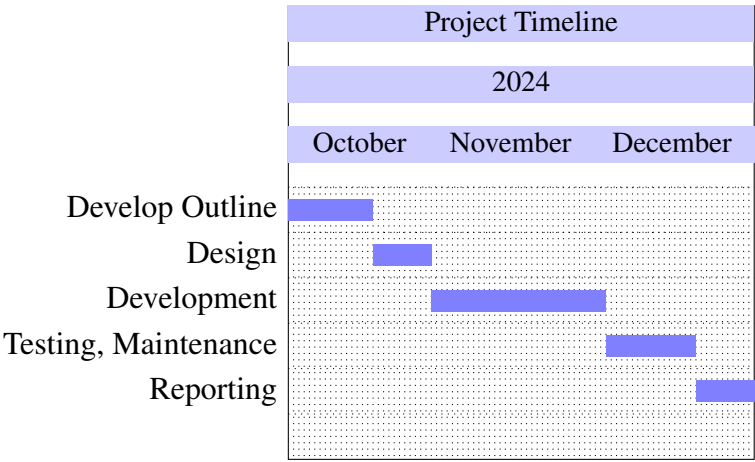 Project Timeline
2024
October November December
Develop Outline
Design
Development
Testing, Maintenance
Reporting